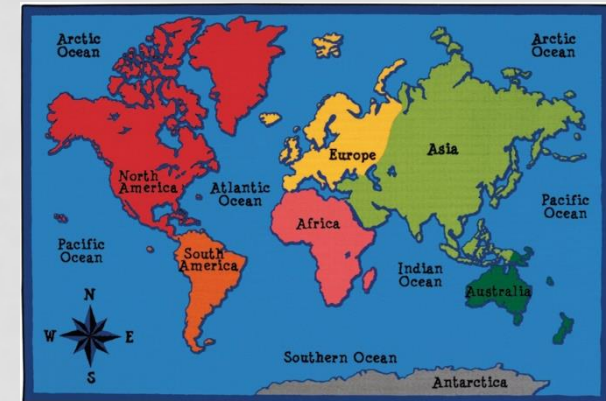 Arctic
Ocean
Arctic
Ocean
Europe
Asia
North
America
Atlantic
Ocean
Pacific
Ocean
Africa
Pacific
Ocean
South
America
Indian
Ocean
Australia
N
W
E
S
Southern Ocean
Antarctica